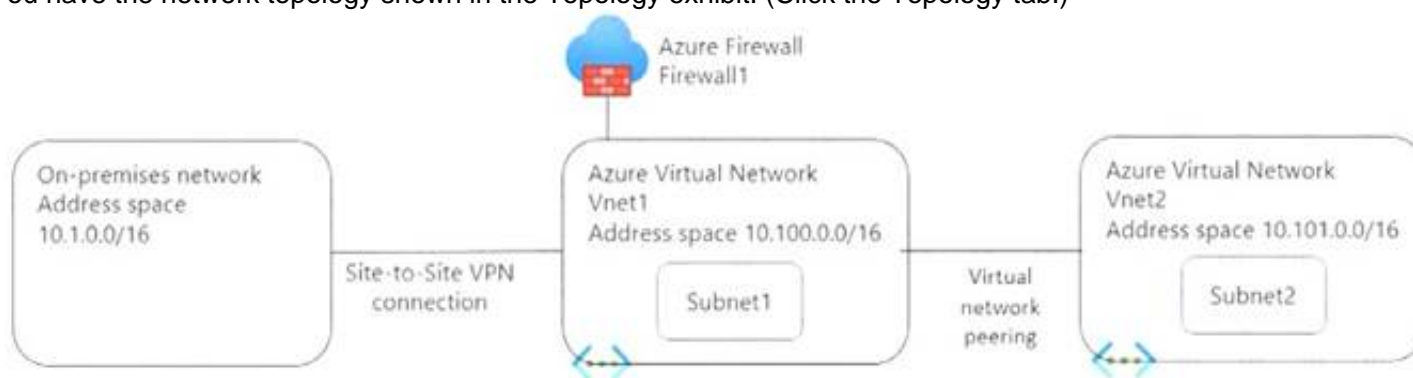 ou have the network topology shown in the Topology exhibit. (Click the Topology tab.)
Azure Firewall
Firewall1
On-premises network
Address space
10.1.0.0/16
Site-to-Site VPN
connection
Azure Virtual Network
Vnet1
Address space 10.100.0.0/16
Subnet1
Virtual
network
peering
Azure Virtual Network
Vnet2
Address space 10.101.0.0/16
Subnet2